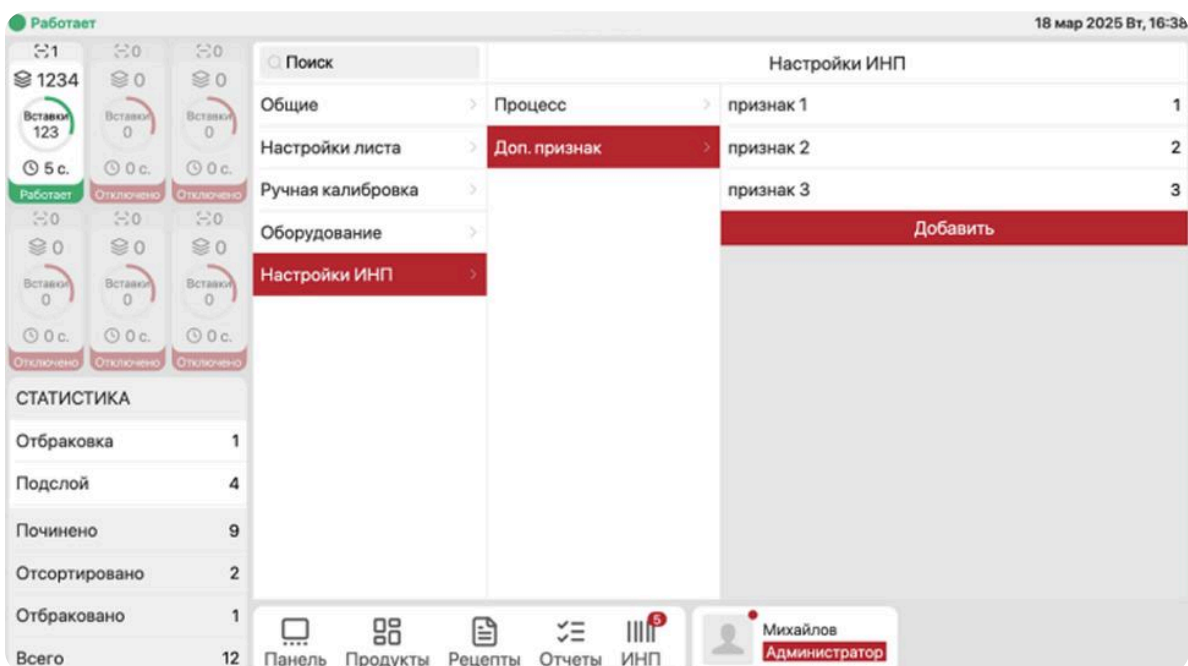 Работает
18 мар 2025 Вт, 16:38
1
1234
Вставки
123
5 с.
Работает
0
0
Вставки
0
0 с.
Отключено
0
0
Вставки
0
0 с.
Отключено
0
0
Вставки
0
0 с.
Отключено
0
0
Вставки
0
0 с.
Отключено
0
0
Вставки
0
0 с.
Отключено
СТАТИСТИКА
Отбраковка 1
Подслой 4
Починено 9
Отсортировано 2
Отбраковано 1
Всего 12
Поиск
Общие
Настройки листа
Ручная калибровка
Оборудование
Настройки ИНП
Процесс
Доп. признак
Настройки ИНП
признак 1 1
признак 2 2
признак 3 3
Добавить
Панель
Продукты
Рецепты
Отчеты
5
ИНП
Михайлов
Администратор